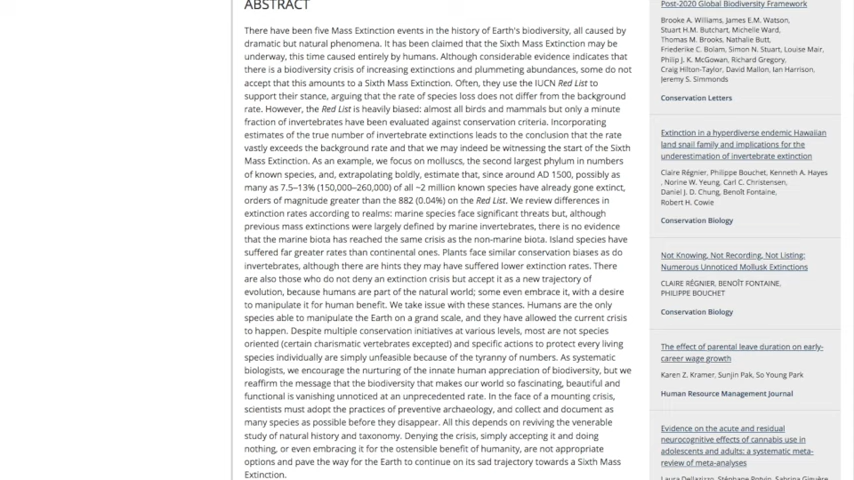 ABSTRACT
There have been five Mass Extinction events in the history of Earth's biodiversity, all caused by
dramatic but natural phenomena. It has been claimed that the Sixth Mass Extinction may be
underway, this time caused entirely by humans. Although considerable evidence indicates that
there is a biodiversity crisis of increasing extinctions and plummeting abundances, some do not
accept that this amounts to a Sixth Mass Extinction. Often, they use the IUCN Red List to
support their stance, arguing that the rate of species loss does not differ from the background
rate. However, the Red List is heavily biased: almost all birds and mammals but only a minute
fraction of invertebrates have been evaluated against conservation criteria. Incorporating
estimates of the true number of invertebrate extinctions leads to the conclusion that the rate
vastly exceeds the background rate and that we may indeed be witnessing the start of the Sixth
Mass Extinction. As an example, we focus on molluscs, the second largest phylum in numbers
of known species, and, extrapolating boldly, estimate that, since around AD 1500, possibly as
many as 7.5–13% (150,000–260,000) of all ~2 million known species have already gone extinct,
orders of magnitude greater than the 882 (0.04%) on the Red List. We review differences in
extinction rates according to realms: marine species face significant threats but, although
previous mass extinctions were largely defined by marine invertebrates, there is no evidence
that the marine biota has reached the same crisis as the non-marine biota. Island species have
suffered far greater rates than continental ones. Plants face similar conservation biases as do
invertebrates, although there are hints they may have suffered lower extinction rates. There
are also those who do not deny an extinction crisis but accept it as a new trajectory of
evolution, because humans are part of the natural world; some even embrace it, with a desire
to manipulate it for human benefit. We take issue with these stances. Humans are the only
species able to manipulate the Earth on a grand scale, and they have allowed the current crisis
to happen. Despite multiple conservation initiatives at various levels, most are not species
oriented (certain charismatic vertebrates excepted) and specific actions to protect every living
species individually are simply unfeasible because of the tyranny of numbers. As systematic
biologists, we encourage the nurturing of the innate human appreciation of biodiversity, but we
reaffirm the message that the biodiversity that makes our world so fascinating, beautiful and
functional is vanishing unnoticed at an unprecedented rate. In the face of a mounting crisis,
scientists must adopt the practices of preventive archaeology, and collect and document as
many species as possible before they disappear. All this depends on reviving the venerable
study of natural history and taxonomy. Denying the crisis, simply accepting it and doing
nothing, or even embracing it for the ostensible benefit of humanity, are not appropriate
options and pave the way for the Earth to continue on its sad trajectory towards a Sixth Mass
Extinction.
Post-2020 Global Biodiversity Framework
Brooke A. Williams, James E.M. Watson,
Stuart H.M. Butchart, Michelle Ward,
Thomas M. Brooks, Nathalie Butt,
Friederike C. Bolam, Simon N. Stuart, Louise Mair,
Philip J. K. McGowan, Richard Gregory,
Craig Hilton-Taylor, David Mallon, Ian Harrison,
Jeremy S. Simmonds
Conservation Letters
Extinction in a hyperdiverse endemic Hawaiian
land snail family and implications for the
underestimation of invertebrate extinction
Claire Régnier, Philippe Bouchet, Kenneth A. Hayes
, Norine W. Yeung, Carl C. Christensen,
Daniel J. D. Chung, Benoît Fontaine,
Robert H. Cowie
Conservation Biology
Not Knowing, Not Recording, Not Listing:
Numerous Unnoticed Mollusk Extinctions
CLAIRE RÉGNIER, BENOÎT FONTAINE,
PHILIPPE BOUCHET
Conservation Biology
The effect of parental leave duration on early-
career wage growth
Karen Z. Kramer, Sunjin Pak, So Young Park
Human Resource Management Journal
Evidence on the acute and residual
neurocognitive effects of cannabis use in
adolescents and adults: a systematic meta-
review of meta-analyses